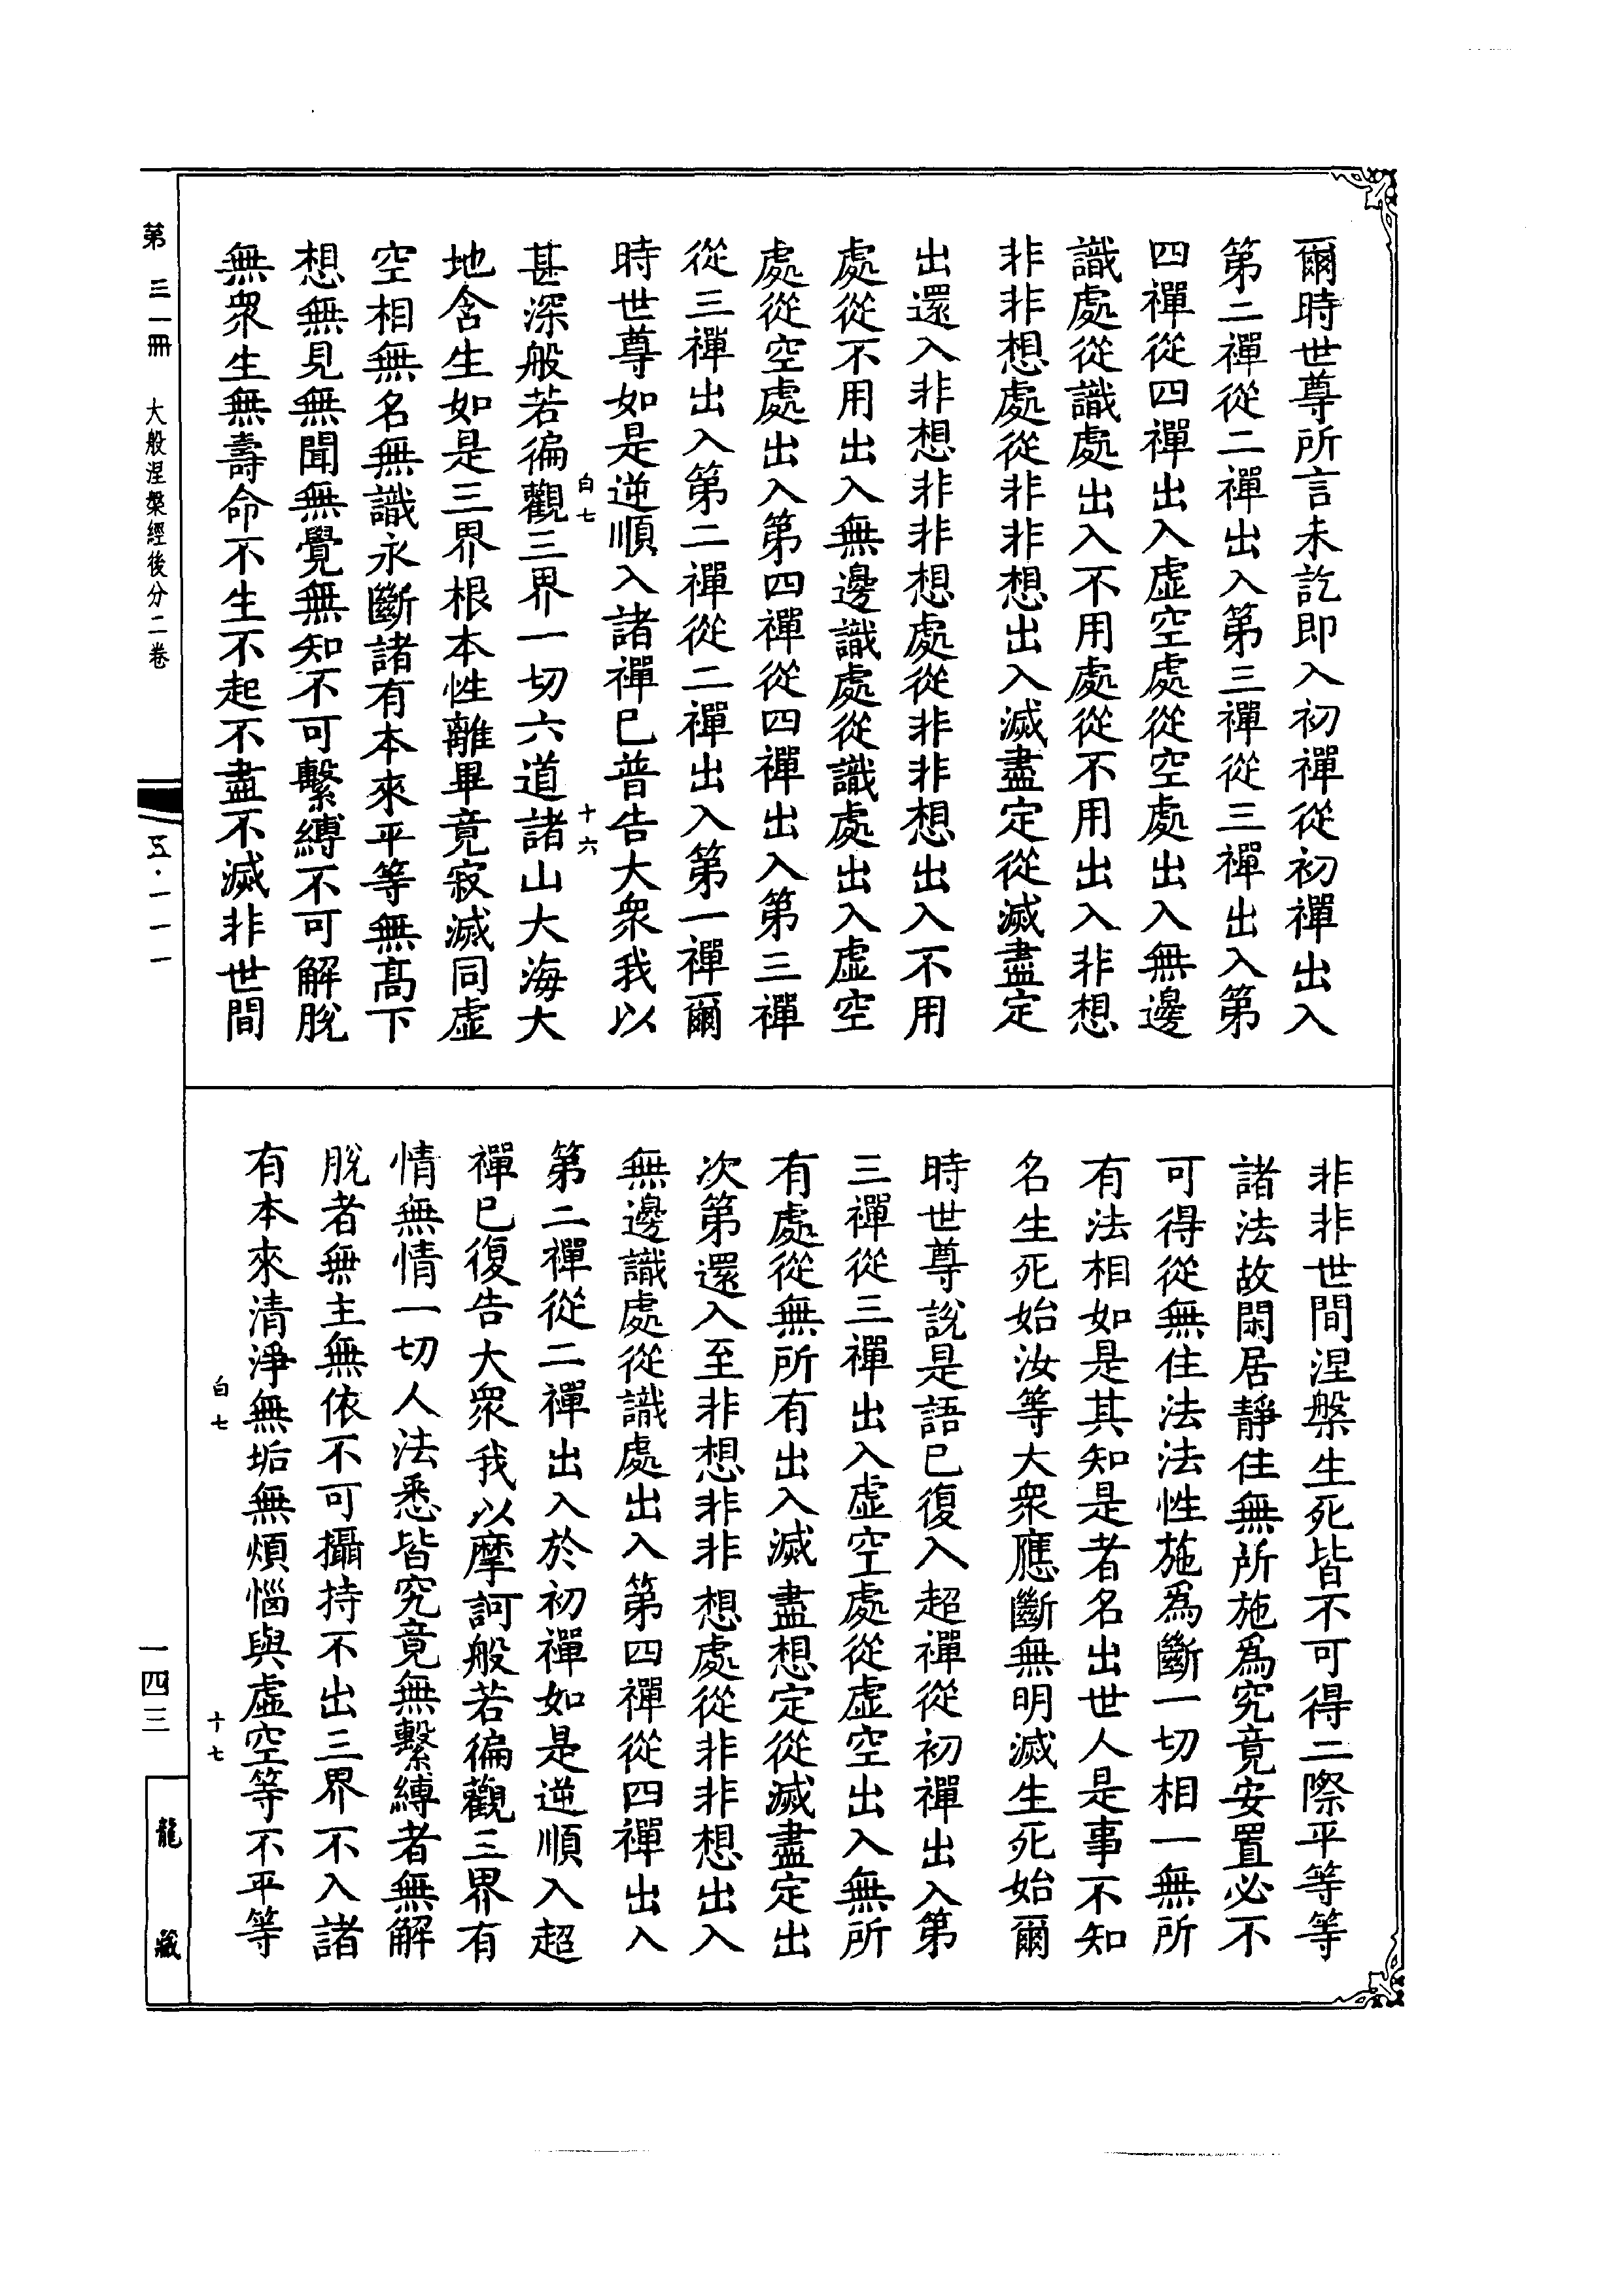 爾時世尊所言未訖即入初禪從初禪出入
第二禪從二禪出入第三禪從三禪出入第
四禪從四禪出入虛空處從空處出入無邊
識處從識處出入不用處從不用出入非想
非非想處從非非想出入滅盡定從滅盡定
出還入非想非非想處從非非想出入不用
處從不用出入無邊識處從識處出入虛空
處從空處出入第四禪從四禪出入第三禪
從三禪出入第二禪從二禪出入第一禪爾
時世尊如是逆順入諸禪已普告大衆我以
白七 十六
甚深般若徧觀三界一切六道諸山大海大
地含生如是三界根本性離畢竟寂滅同虛
空相無名無識永斷諸有本來平等無高下
想無見無聞無覺無知不可繫縛不可解脫
無衆生無壽命不生不起不盡不滅非世間
非非世間涅槃生死皆不可得二際平等等
諸法故閑居靜住無所施爲究竟安置必不
可得從無住法法性施爲斷一切相一無所
有法相如是其知是者名出世人是事不知
名生死始汝等大衆應斷無明滅生死始爾
時世尊說是語已復入超禪從初禪出入第
三禪從三禪出入虛空處從虛空出入無所
有處從無所有出入滅盡想定從滅盡定出
次第還入至非想非非想處從非非想出入
無邊識處從識處出入第四禪從四禪出入
第二禪從二禪出入於初禪如是逆順入超
禪已復告大衆我以摩訶般若徧觀三界有
情無情一切人法悉皆究竟無繫縛者無解
脫者無主無依不可攝持不出三界不入諸
有本來清淨無垢無煩惱與虛空等不平等
白七 十七
第三一冊 大般涅槃經後分二卷
五·一一一
一四三
龍藏